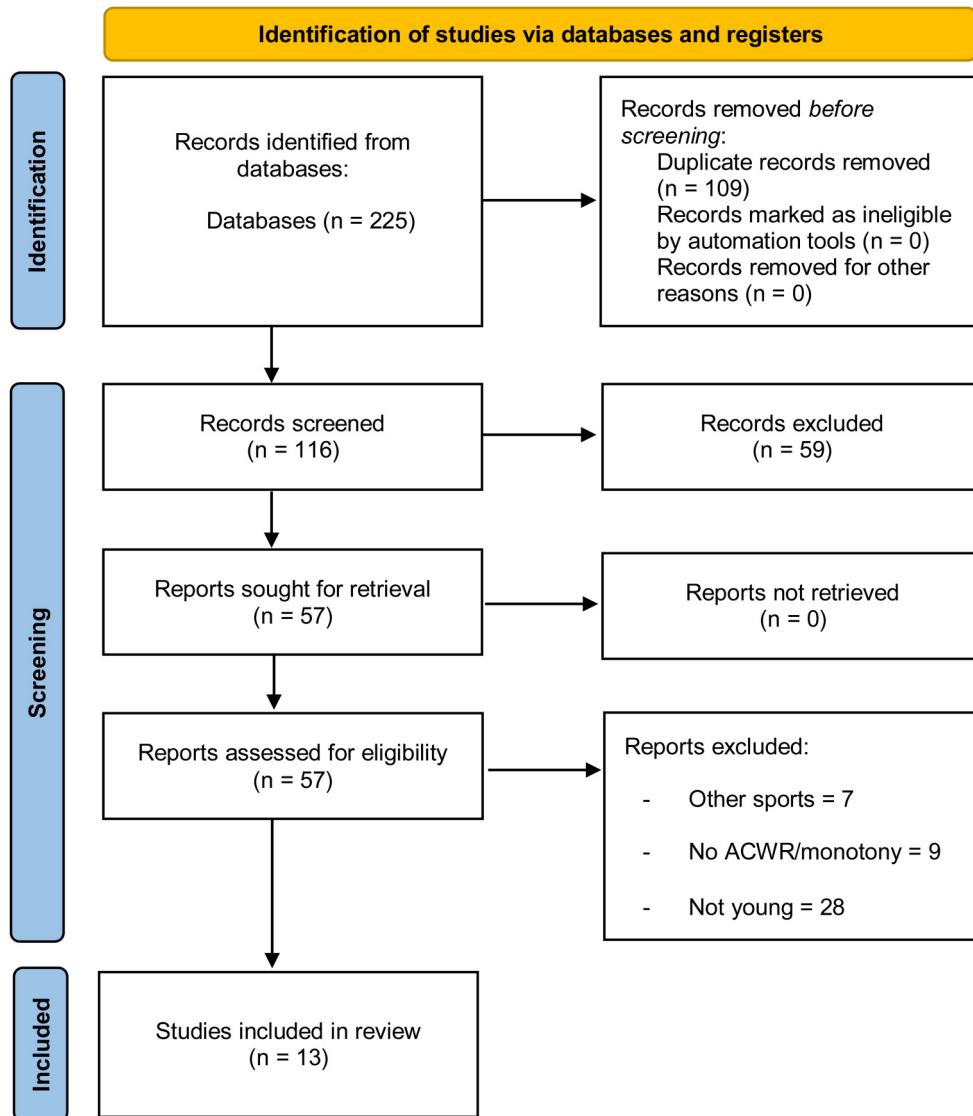 Identification of studies via databases and registers
Identification
Records identified from
databases:
Databases (n = 225)
Records removed before
screening:
Duplicate records removed
(n = 109)
Records marked as ineligible
by automation tools (n = 0)
Records removed for other
reasons (n = 0)
Screening
Records screened
(n = 116)
Records excluded
(n = 59)
Reports sought for retrieval
(n = 57)
Reports not retrieved
(n = 0)
Reports assessed for eligibility
(n = 57)
Reports excluded:
- Other sports = 7
- No ACWR/monotony = 9
- Not young = 28
Included
Studies included in review
(n = 13)